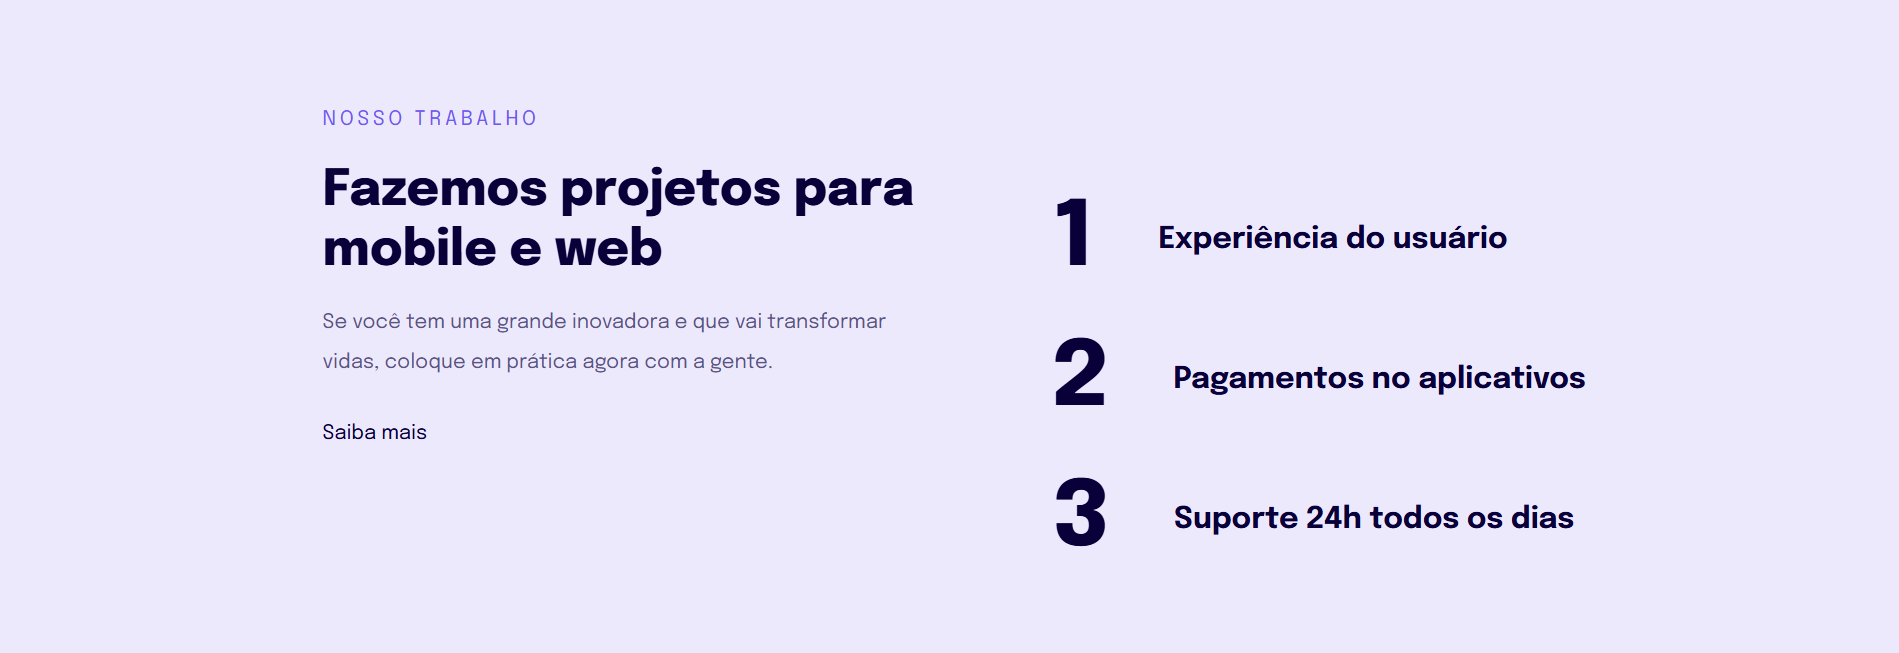 NOSSO TRABALHO
Fazemos projetos para
mobile e web
Se você tem uma grande inovadora e que vai transformar
vidas, coloque em prática agora com a gente.
Saiba mais
1 Experiência do usuário
2 Pagamentos no aplicativos
3 Suporte 24h todos os dias